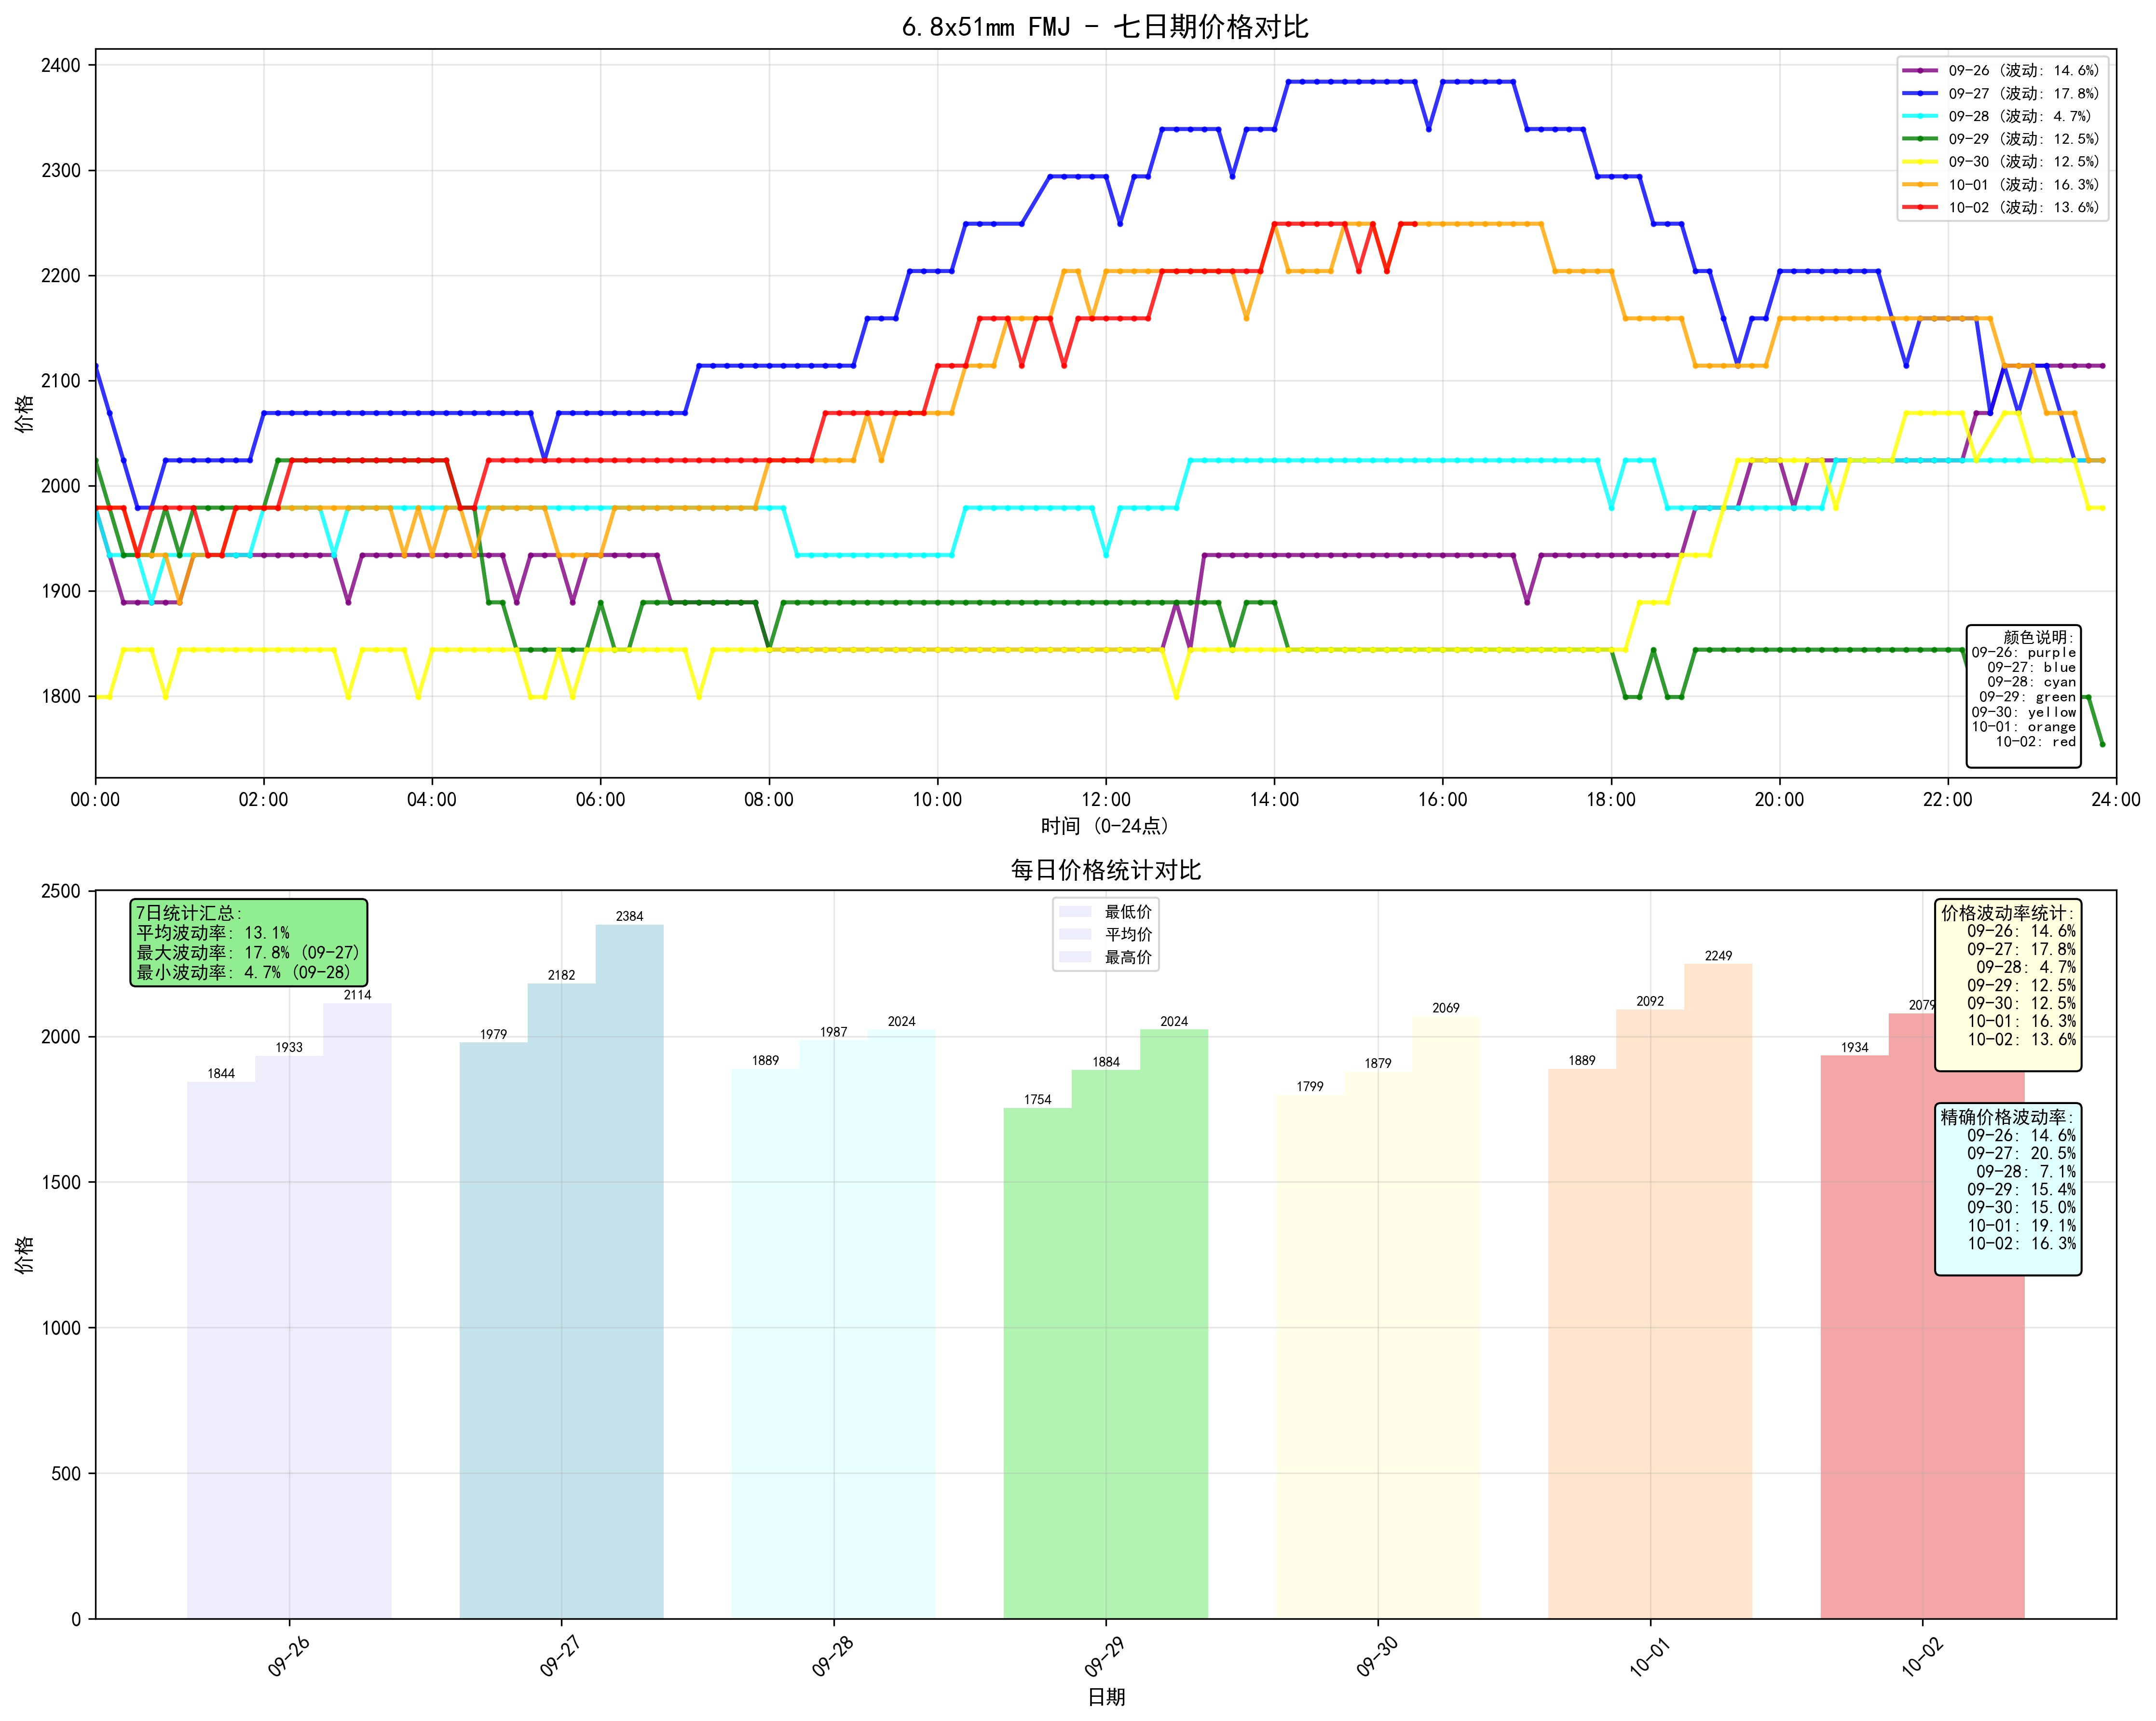 6.8x51mm FMJ - 七日期价格对比
价格
2400
2300
2200
2100
2000
1900
1800
09-26 (波动: 14.6%)
09-27 (波动: 17.8%)
09-28 (波动: 4.7%)
09-29 (波动: 12.5%)
09-30 (波动: 12.5%)
10-01 (波动: 16.3%)
10-02 (波动: 13.6%)
颜色说明:
09-26: purple
09-27: blue
09-28: cyan
09-29: green
09-30: yellow
10-01: orange
10-02: red
00:00 02:00 04:00 06:00 08:00 10:00 12:00 14:00 16:00 18:00 20:00 22:00 24:00
时间 (0-24点)
每日价格统计对比
价格
2500
2000
1500
1000
500
0
7日统计汇总:
平均波动率: 13.1%
最大波动率: 17.8% (09-27)
最小波动率: 4.7% (09-28)
最低价
平均价
最高价
价格波动率统计:
09-26: 14.6%
09-27: 17.8%
09-28: 4.7%
09-29: 12.5%
09-30: 12.5%
10-01: 16.3%
10-02: 13.6%
精确价格波动率:
09-26: 14.6%
09-27: 20.5%
09-28: 7.1%
09-29: 15.4%
09-30: 15.0%
10-01: 19.1%
10-02: 16.3%
1844 1933 2114
1979 2182 2384
1889 1987 2024
1754 1884 2024
1799 1879 2069
1889 2092 2249
1934 2079
09-26 09-27 09-28 09-29 09-30 10-01 10-02
日期